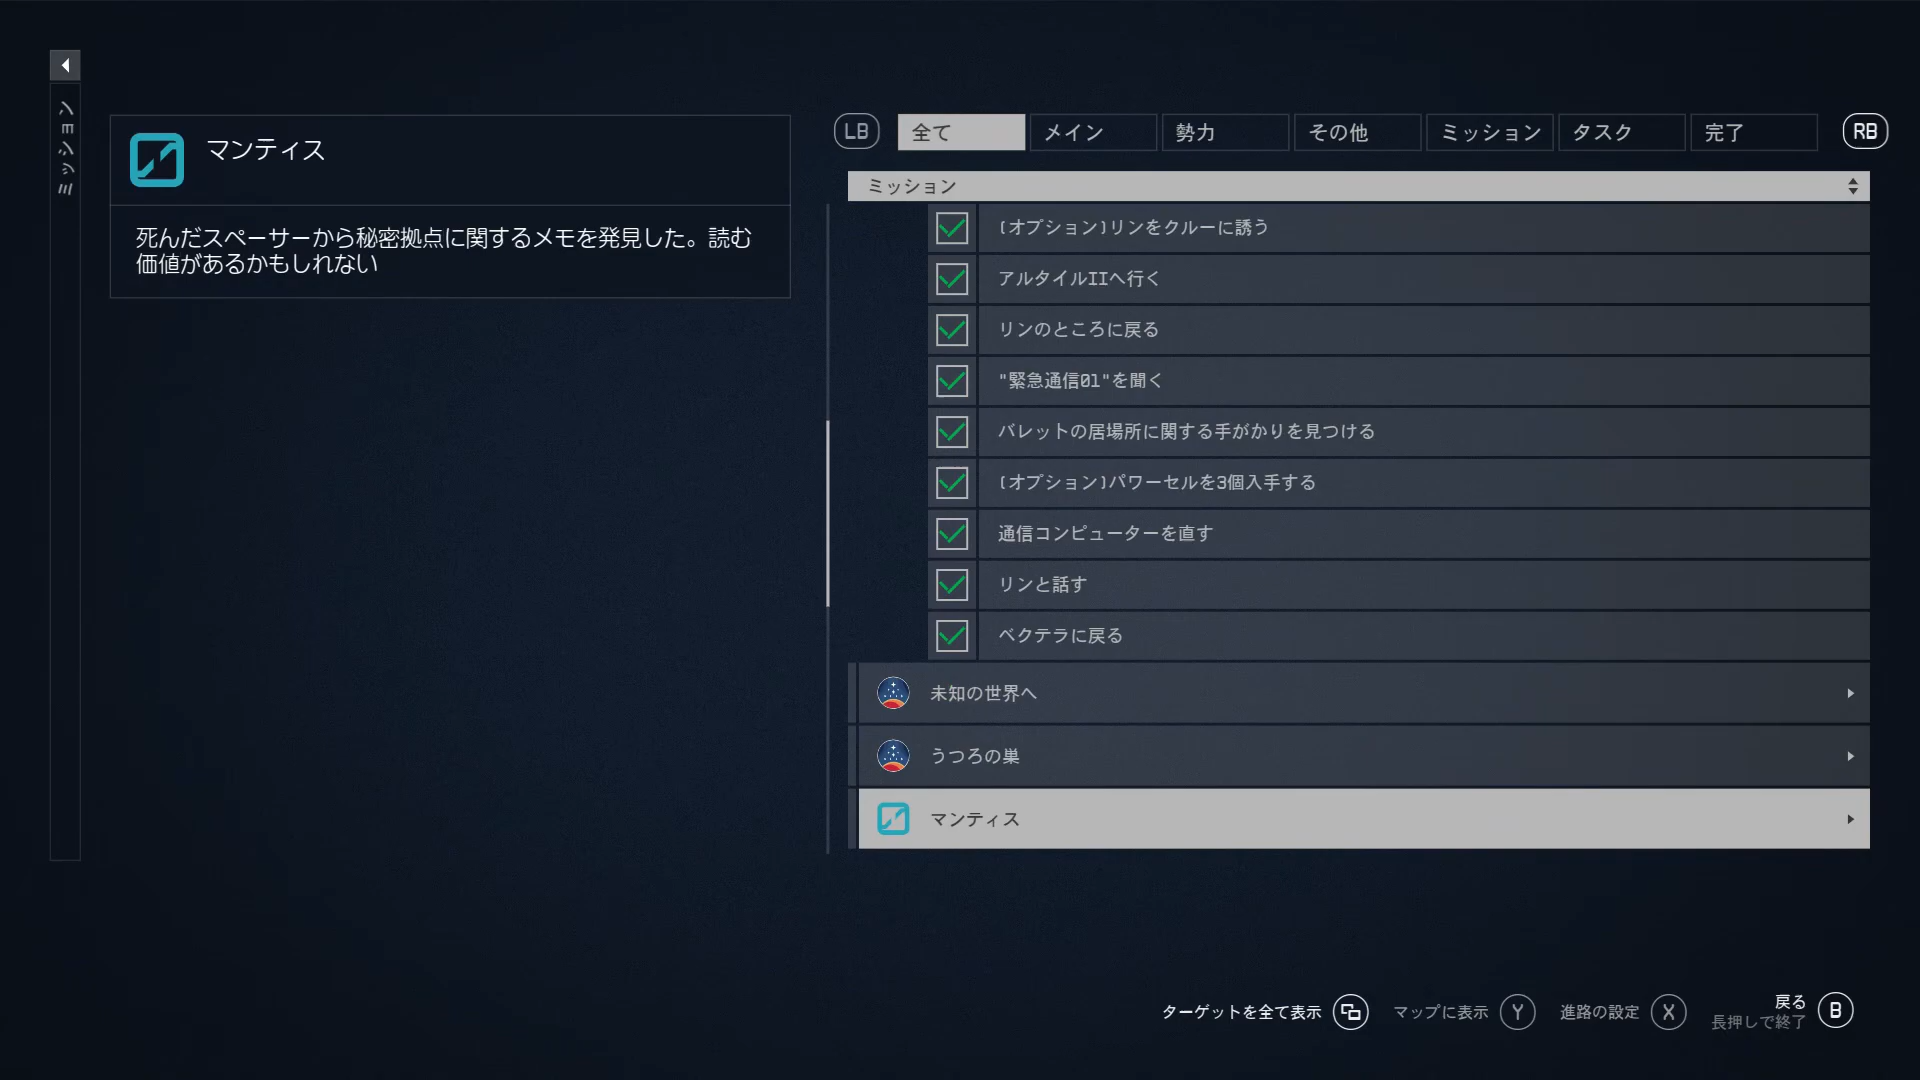 ミッション
マンティス
死んだスペーサーから秘密拠点に関するメモを発見した。読む
価値があるかもしれない
LB
全て
メイン
勢力
その他
ミッション
タスク
完了
RB
ミッション
(オプション)リンをクルーに誘う
アルタイルIIへ行く
リンのところに戻る
"緊急通信01"を聞く
バレットの居場所に関する手がかりを見つける
(オプション)パワーセルを3個入手する
通信コンピューターを直す
リンと話す
ベクテラに戻る
未知の世界へ
うつろの巣
マンティス
ターゲットを全て表示
マップに表示 Y
進路の設定 X
戻る B
長押しで終了